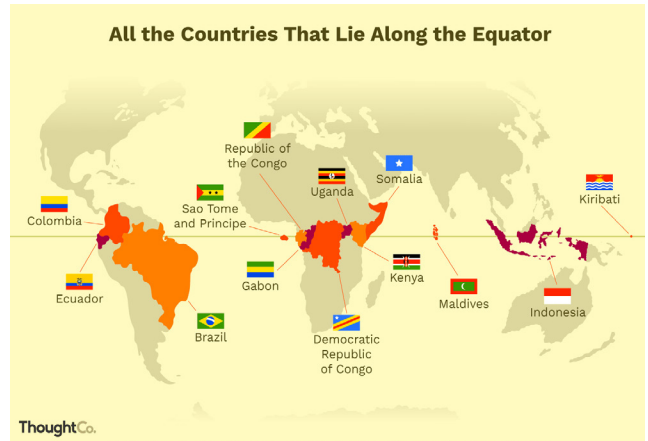 All the Countries That Lie Along the Equator
Republic of
the Congo
Uganda
Somalia
Kiribati
Colombia
Sao Tome
and Principe
Ecuador
Gabon
Kenya
Maldives
Indonesia
Brazil
Democratic
Republic
of Congo
ThoughtCo.